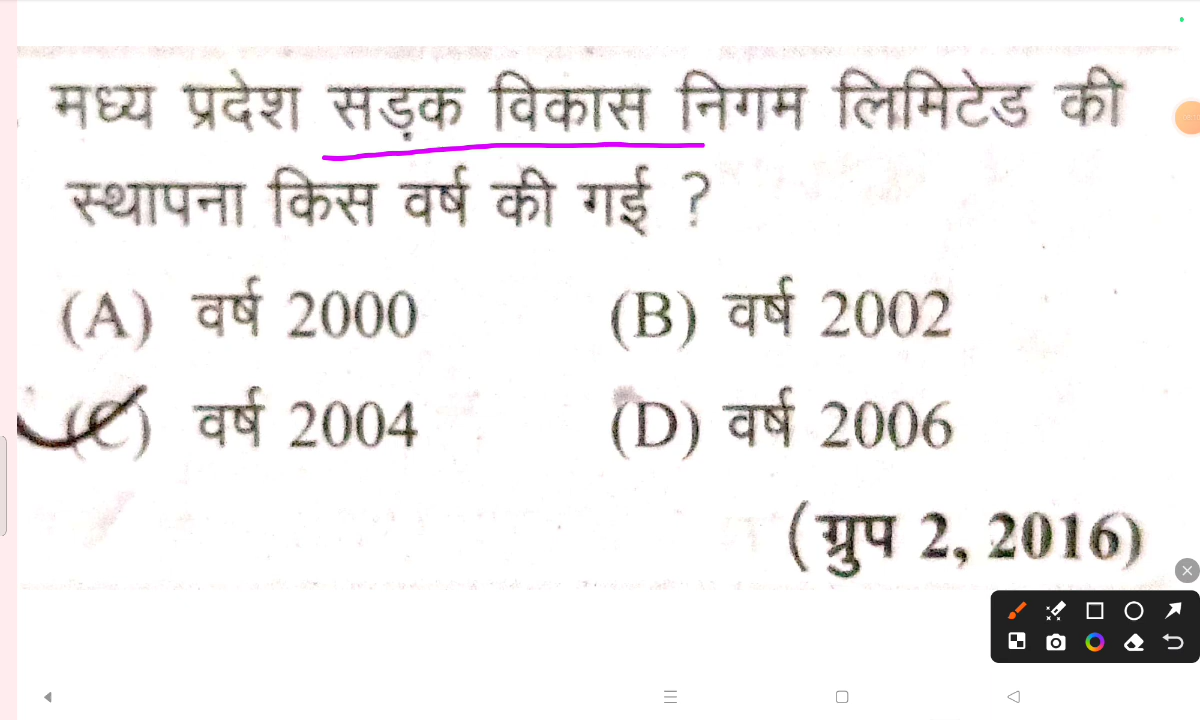 मध्य प्रदेश सड़क विकास निगम लिमिटेड की
स्थापना किस वर्ष की गई ?
(A) वर्ष 2000 (B) वर्ष 2002
(C) वर्ष 2004 (D) वर्ष 2006
(ग्रुप 2, 2016)